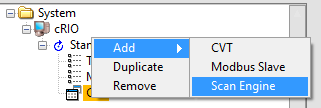 System
cRIO
Add
CVT
Duplicate
Modbus Slave
Remove
Scan Engine